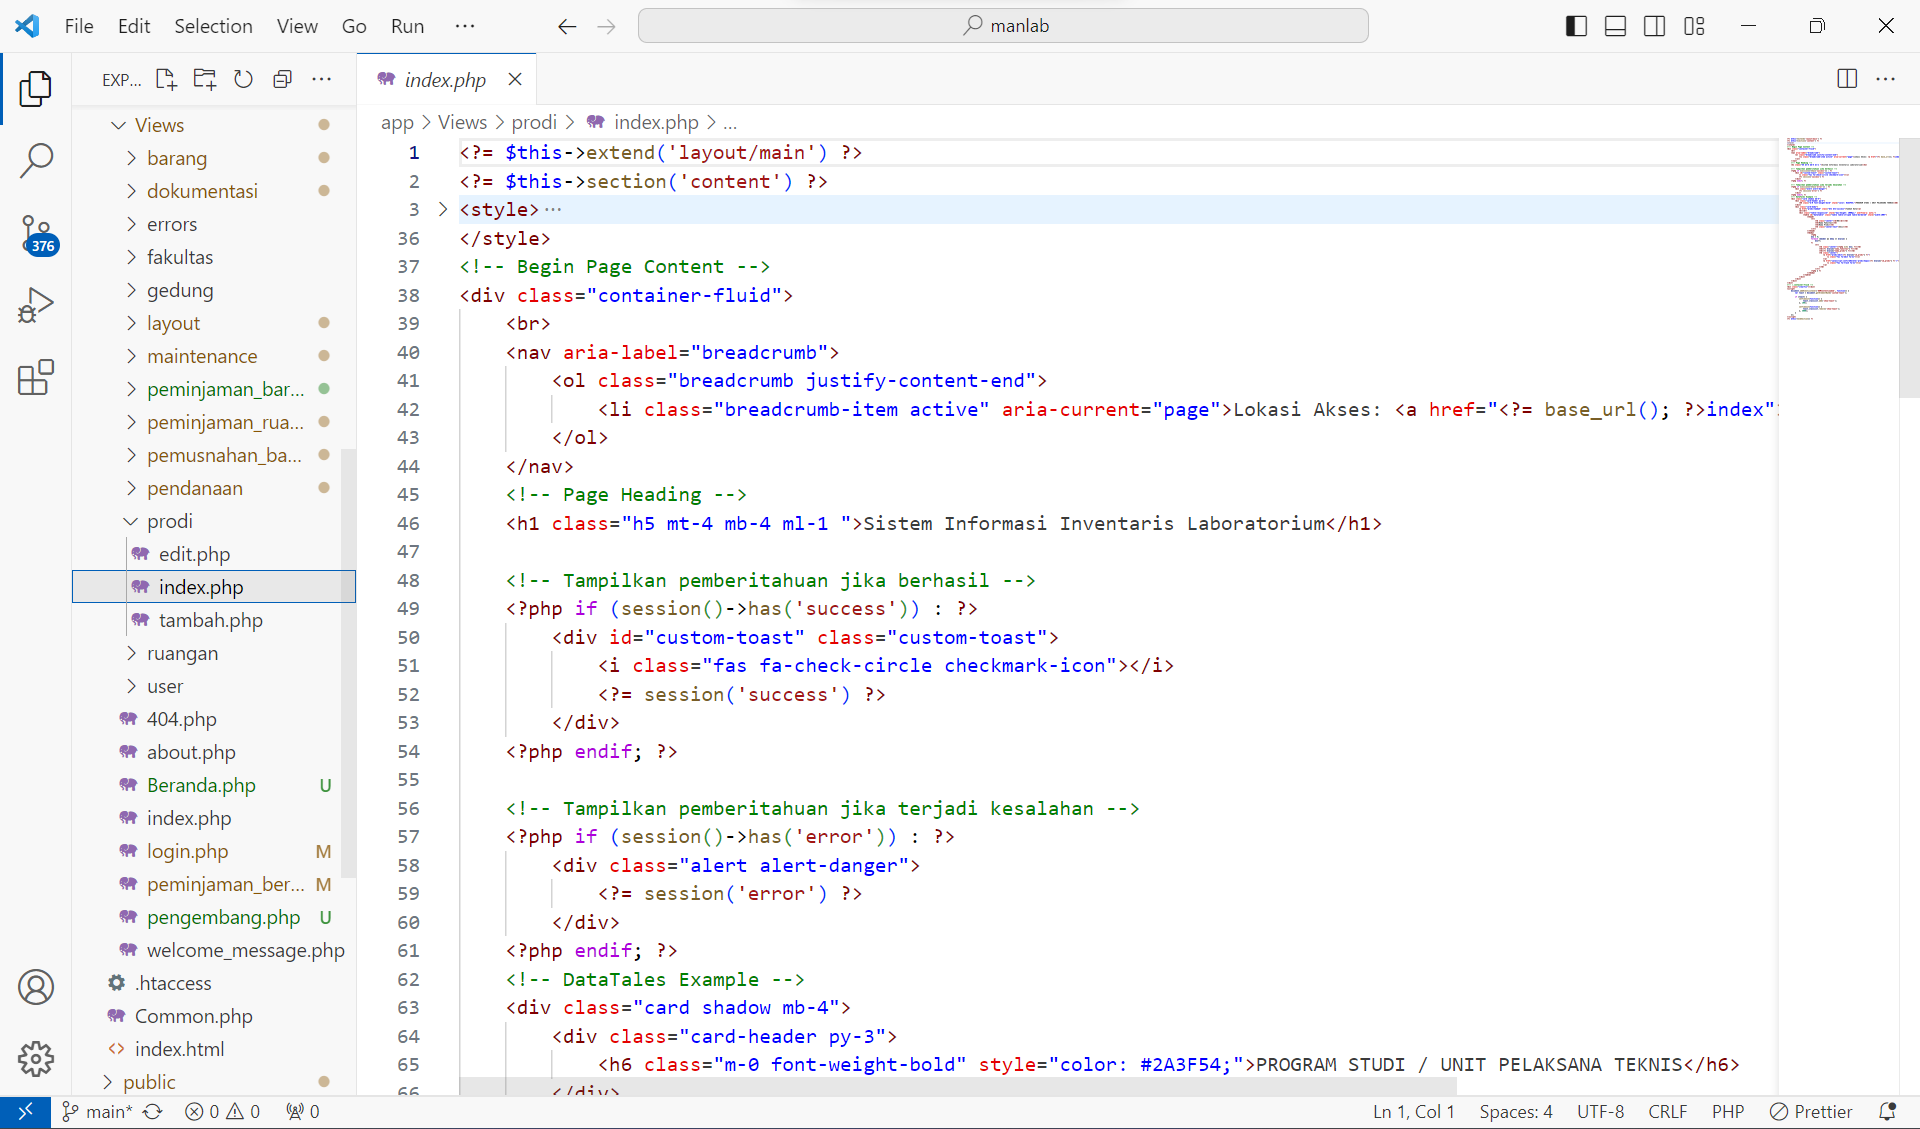 File Edit Selection View Go Run ···
manlab
EXP...
index.php
app > Views > prodi > index.php > ...
Views
barang
dokumentasi
errors
fakultas
gedung
layout
maintenance
peminjaman_bar...
peminjaman_rua...
pemusnahan_ba...
pendanaan
prodi
edit.php
index.php
tambah.php
ruangan
user
404.php
about.php
Beranda.php U
index.php
login.php M
peminjaman_ber... M
pengembang.php U
welcome_message.php
.htaccess
Common.php
index.html
public
376
1 <?= $this->extend('layout/main') ?>
2 <?= $this->section('content') ?>
3 <style>···
36 </style>
37 <!-- Begin Page Content -->
38 <div class="container-fluid">
39 <br>
40 <nav aria-label="breadcrumb">
41 <ol class="breadcrumb justify-content-end">
42 <li class="breadcrumb-item active" aria-current="page">Lokasi Akses: <a href="<?= base_url(); ?>index"
43 </ol>
44 </nav>
45 <!-- Page Heading -->
46 <h1 class="h5 mt-4 mb-4 ml-1 ">Sistem Informasi Inventaris Laboratorium</h1>
47
48 <!-- Tampilkan pemberitahuan jika berhasil -->
49 <?php if (session()->has('success')) : ?>
50 <div id="custom-toast" class="custom-toast">
51 <i class="fas fa-check-circle checkmark-icon"></i>
52 <?= session('success') ?>
53 </div>
54 <?php endif; ?>
55
56 <!-- Tampilkan pemberitahuan jika terjadi kesalahan -->
57 <?php if (session()->has('error')) : ?>
58 <div class="alert alert-danger">
59 <?= session('error') ?>
60 </div>
61 <?php endif; ?>
62 <!-- DataTales Example -->
63 <div class="card shadow mb-4">
64 <div class="card-header py-3">
65 <h6 class="m-0 font-weight-bold" style="color: #2A3F54;">PROGRAM STUDI / UNIT PELAKSANA TEKNIS</h6>
66 </div>
main* 0 0 0 Ln 1, Col 1 Spaces: 4 UTF-8 CRLF PHP Prettier